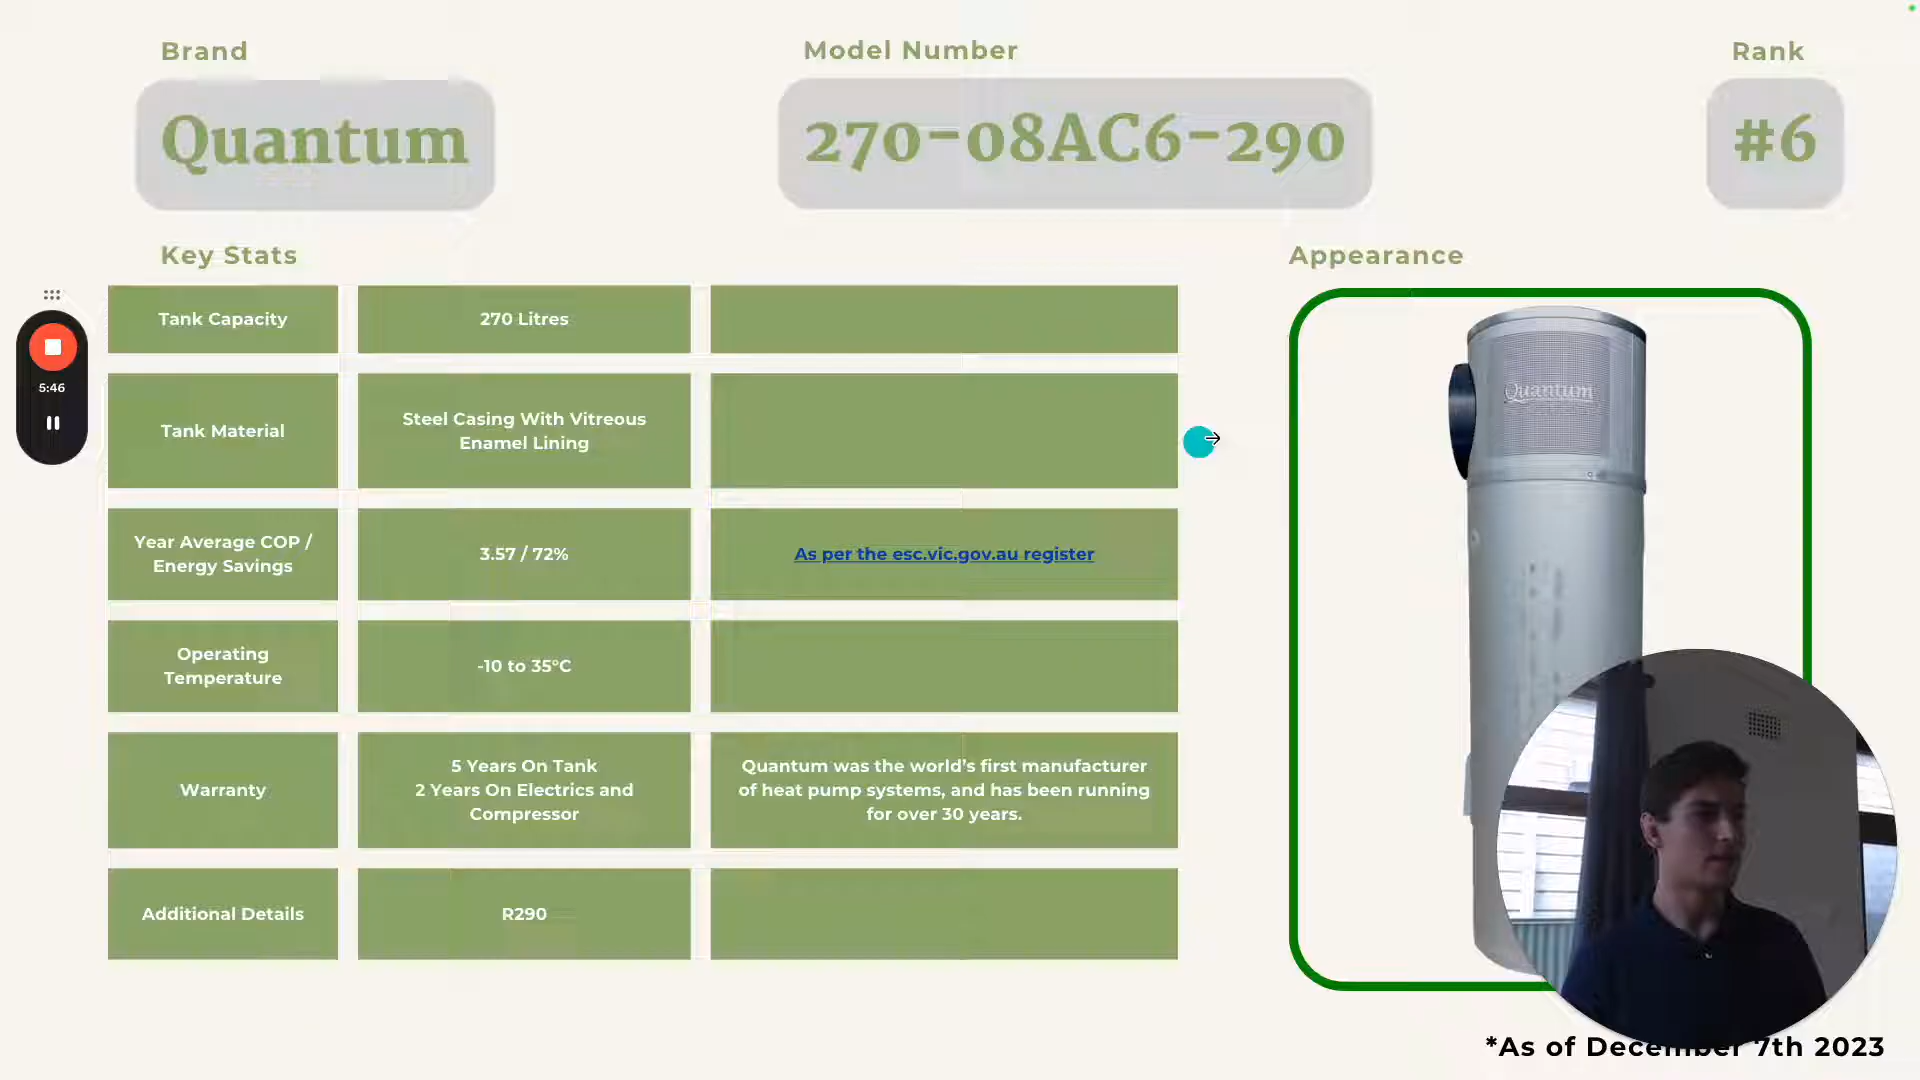 Brand
Model Number
Rank
Quantum
270-08AC6-290
#6
Key Stats
Appearance
Tank Capacity
270 Litres
Tank Material
Steel Casing With Vitreous
Enamel Lining
Year Average COP /
Energy Savings
3.57 / 72%
As per the esc.vic.gov.au register
Operating
Temperature
-10 to 35°C
Warranty
5 Years On Tank
2 Years On Electrics and
Compressor
Quantum was the world's first manufacturer
of heat pump systems, and has been running
for over 30 years.
Additional Details
R290
Quantum
5:46
*As of December 7th 2023